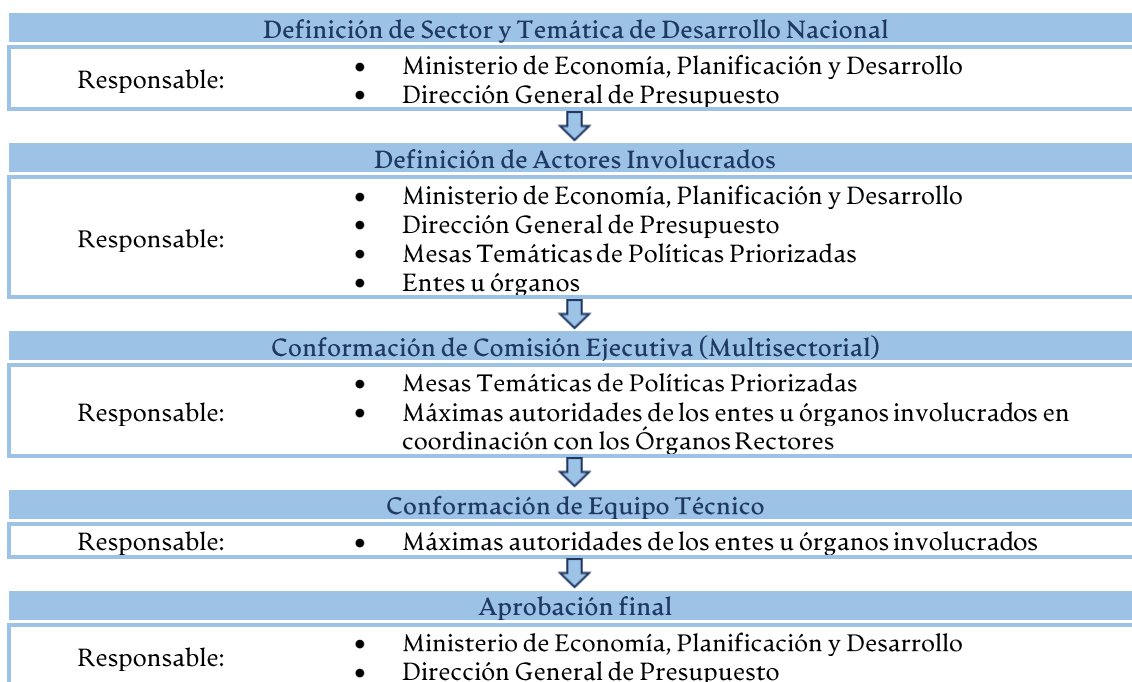 Definición de Sector y Temática de Desarrollo Nacional
Responsable:
• Ministerio de Economía, Planificación y Desarrollo
• Dirección General de Presupuesto
Definición de Actores Involucrados
Responsable:
• Ministerio de Economía, Planificación y Desarrollo
• Dirección General de Presupuesto
• Mesas Temáticas de Políticas Priorizadas
• Entes u órganos
Conformación de Comisión Ejecutiva (Multisectorial)
Responsable:
• Mesas Temáticas de Políticas Priorizadas
• Máximas autoridades de los entes u órganos involucrados en
coordinación con los Órganos Rectores
Conformación de Equipo Técnico
Responsable:
• Máximas autoridades de los entes u órganos involucrados
Aprobación final
Responsable:
• Ministerio de Economía, Planificación y Desarrollo
• Dirección General de Presupuesto